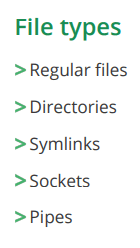 File types
> Regular files
> Directories
> Symlinks
> Sockets
> Pipes